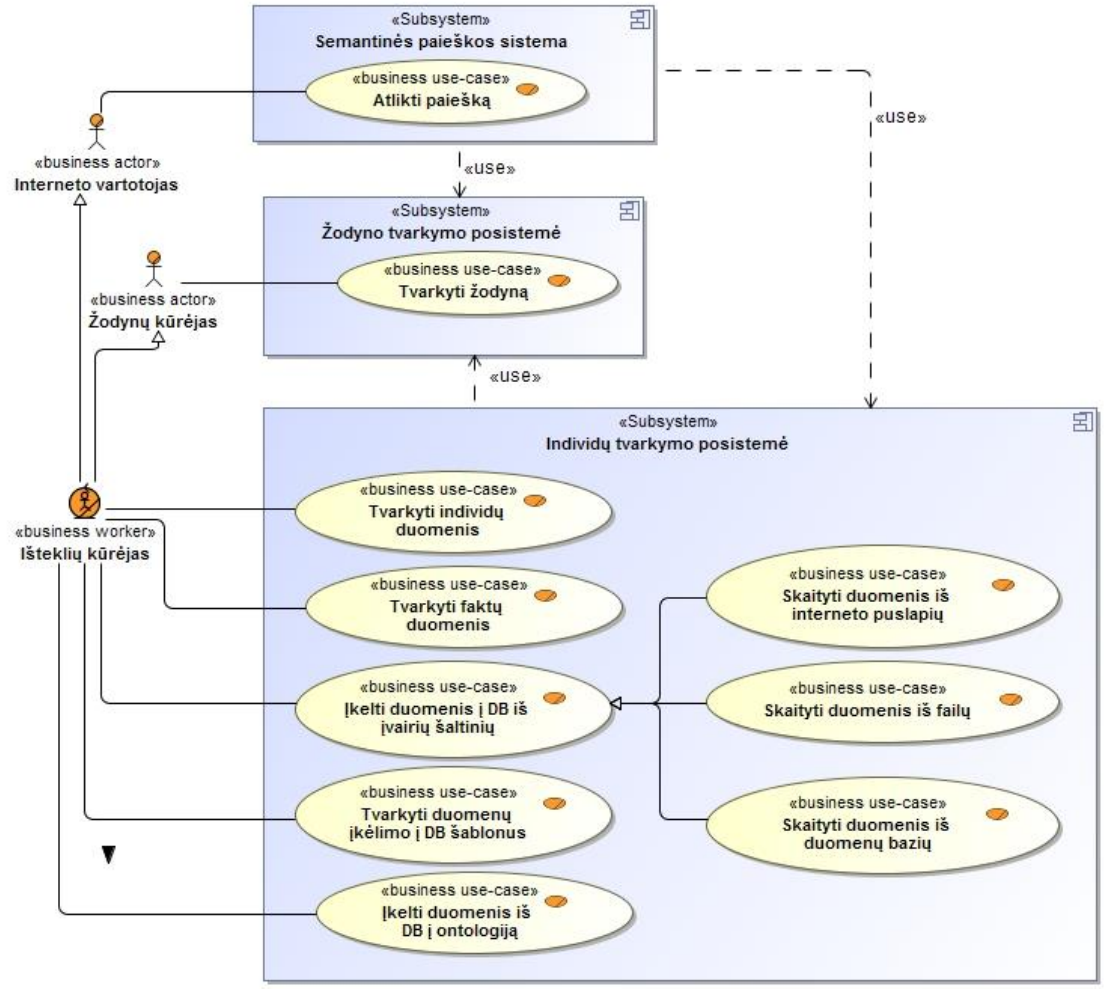 «Subsystem»
Semantinės paieškos sistema
«business use-case»
Atlikti paiešką
«business actor»
Interneto vartotojas
«use»
«use»
«Subsystem»
Žodyno tvarkymo posistemė
«business use-case»
Tvarkyti žodyną
«business actor»
Žodynų kūrėjas
«use»
«Subsystem»
Individų tvarkymo posistemė
«business worker»
Išteklių kūrėjas
«business use-case»
Tvarkyti individų
duomenis
«business use-case»
Tvarkyti faktų
duomenis
«business use-case»
Įkelti duomenis į DB iš
įvairių šaltinių
«business use-case»
Tvarkyti duomenų
įkėlimo į DB šablonus
«business use-case»
Įkelti duomenis iš
DB į ontologiją
«business use-case»
Skaityti duomenis iš
interneto puslapių
«business use-case»
Skaityti duomenis iš failų
«business use-case»
Skaityti duomenis iš
duomenų bazių